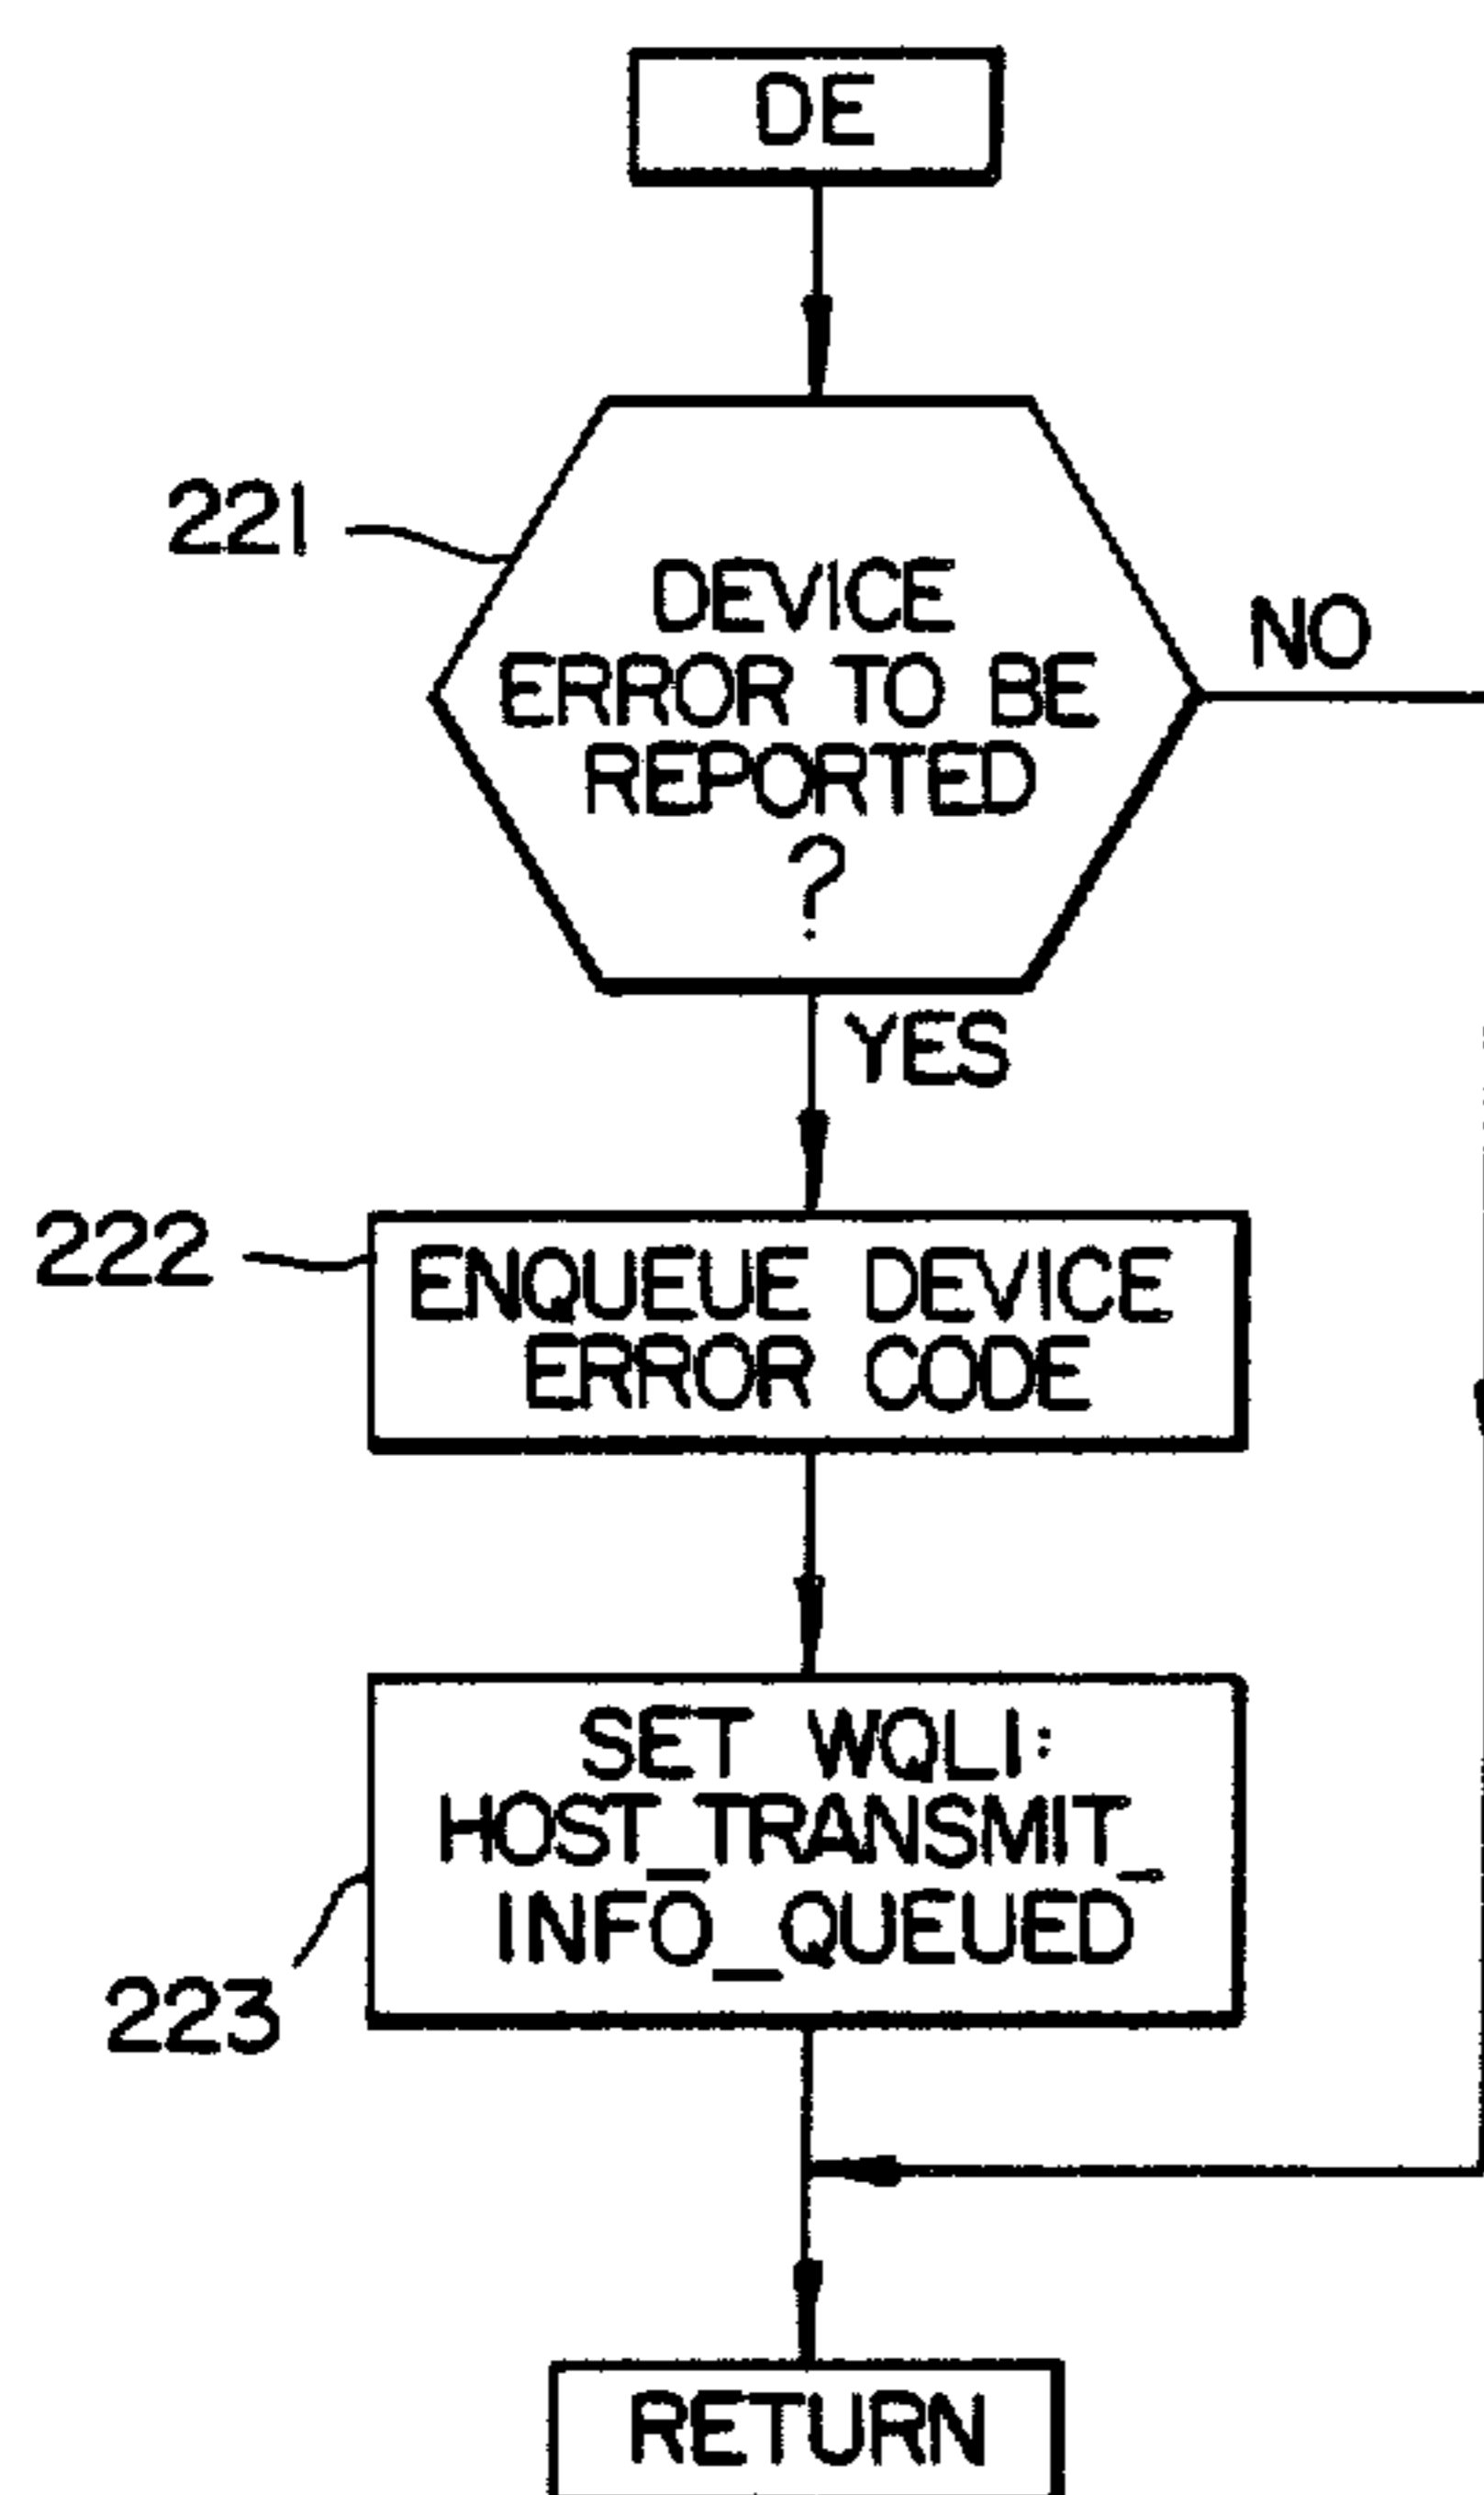 DE
221
DEVICE
ERROR TO BE
REPORTED
?
NO
YES
222
ENQUEUE DEVICE
ERROR CODE
SET WQLI:
HOST_TRANSMIT_
INFO_QUEUED
223
RETURN